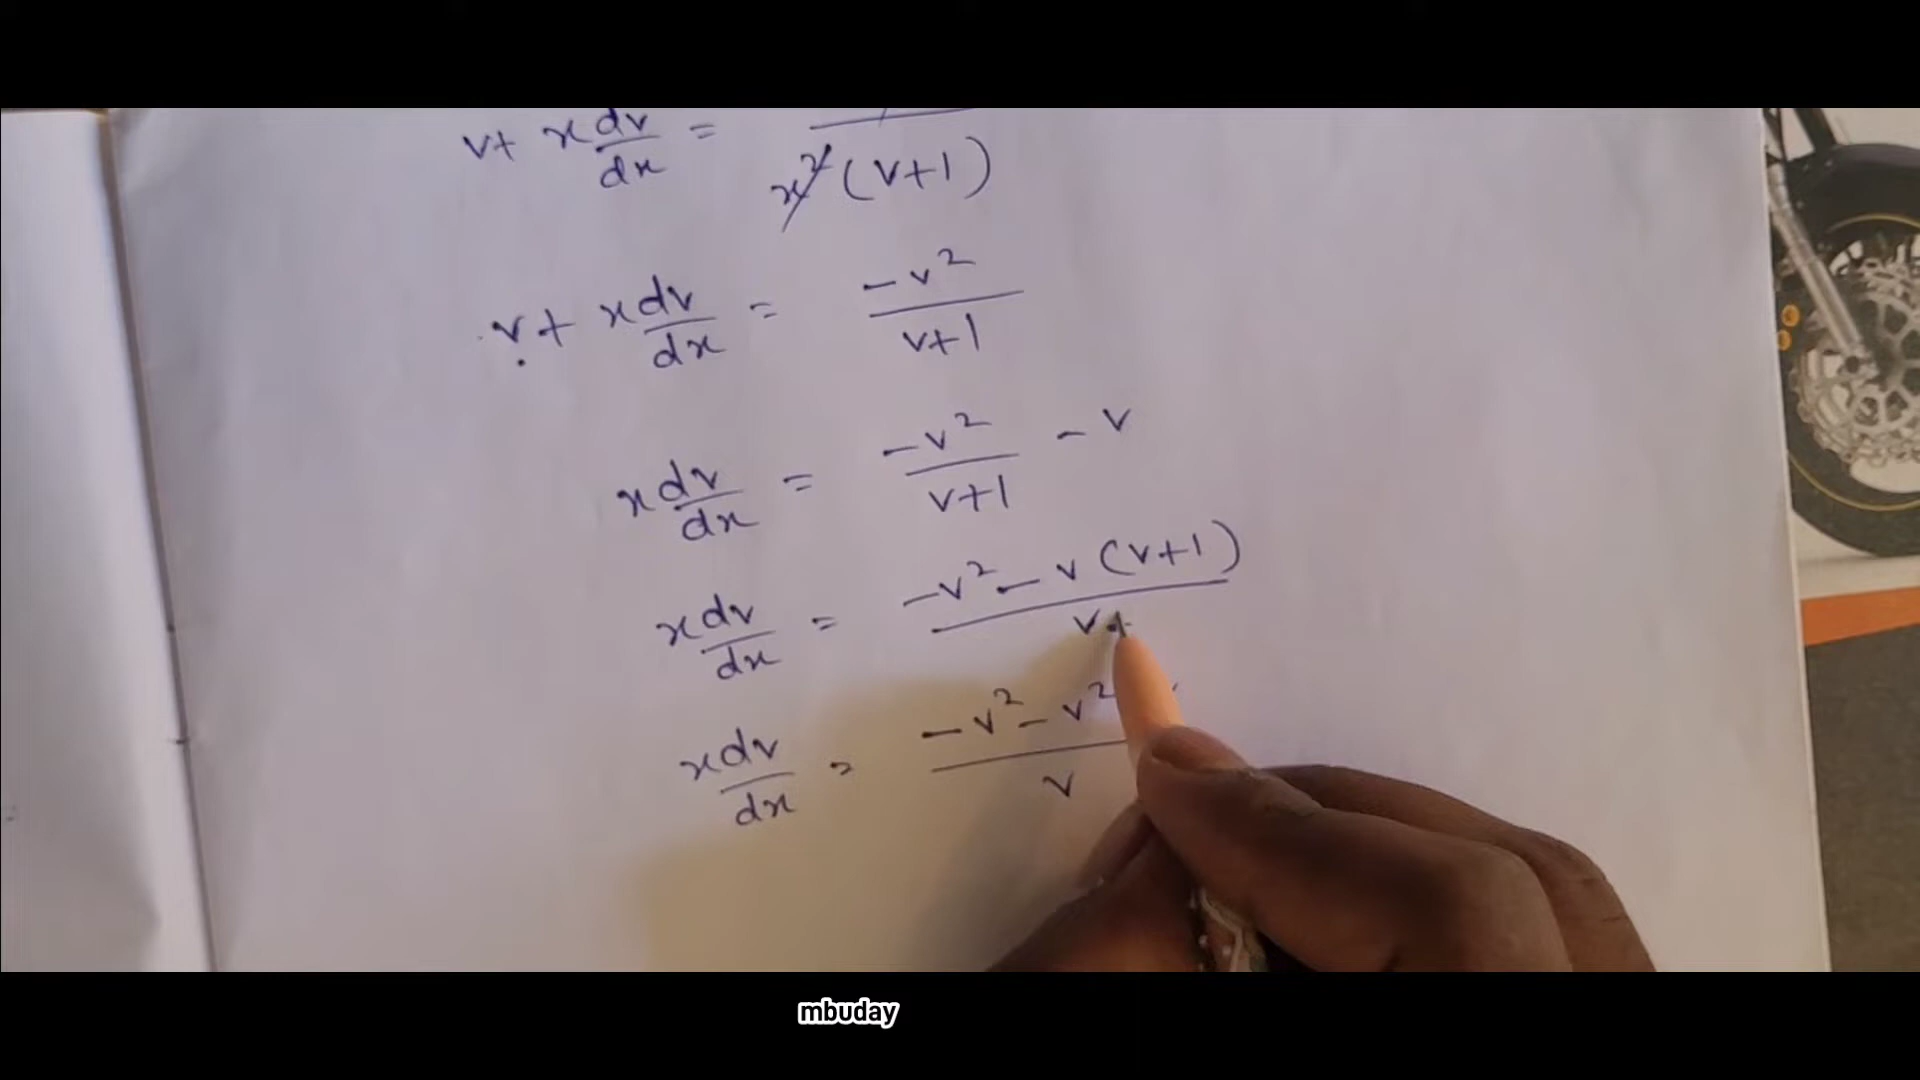 v + x dv/dx = / x²(v+1)
v + x dv/dx = -v²/v+1
x dv/dx = -v²/v+1 - v
x dv/dx = -v² - v(v+1)/v+
x dv/dx = -v² - v²/v
mbuday